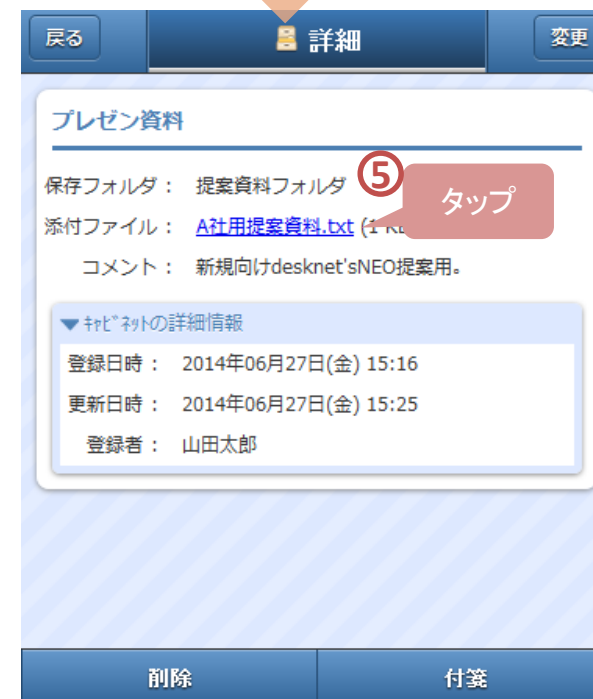 戻る
詳細
変更
プレゼン資料
保存フォルダ： 提案資料フォルダ
⑤
タップ
添付ファイル： A社用提案資料.txt (1
コメント： 新規向けdesknet'sNEO提案用。
▼ｷｬﾋﾞﾈｯﾄの詳細情報
登録日時： 2014年06月27日(金) 15:16
更新日時： 2014年06月27日(金) 15:25
登録者： 山田太郎
削除
付箋